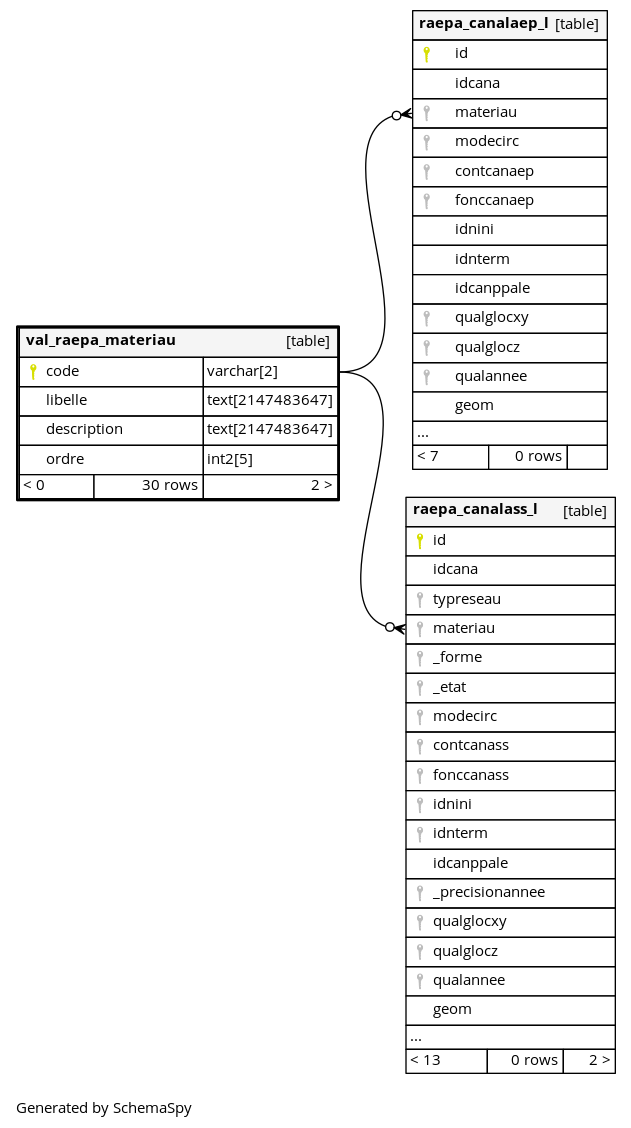 raepa_canalaep_l [table]
id
idcana
materiau
modecirc
contcanaep
fonccanaep
idnini
idnterm
idcanppale
qualglocxy
qualglocz
qualannee
geom
...
< 7 0 rows
val_raepa_materiau [table]
code varchar[2]
libelle text[2147483647]
description text[2147483647]
ordre int2[5]
< 0 30 rows 2 >
raepa_canalass_l [table]
id
idcana
typreseau
materiau
_forme
_etat
modecirc
contcanass
fonccanass
idnini
idnterm
idcanppale
_precisionannee
qualglocxy
qualglocz
qualannee
geom
...
< 13 0 rows 2 >
Generated by SchemaSpy